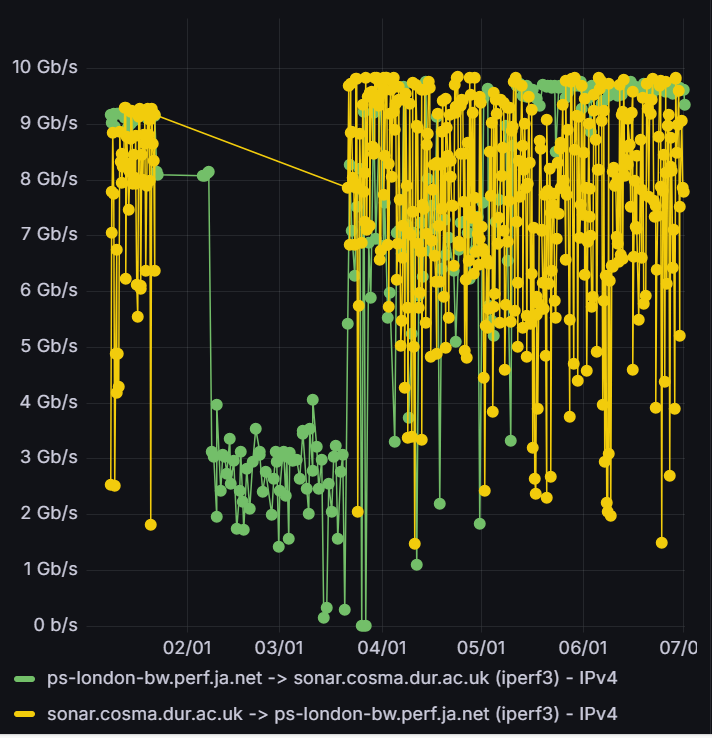 10 Gb/s
9 Gb/s
8 Gb/s
7 Gb/s
6 Gb/s
5 Gb/s
4 Gb/s
3 Gb/s
2 Gb/s
1 Gb/s
0 b/s
02/01 03/01 04/01 05/01 06/01 07/0
ps-london-bw.perf.ja.net -> sonar.cosma.dur.ac.uk (iperf3) - IPv4
sonar.cosma.dur.ac.uk -> ps-london-bw.perf.ja.net (iperf3) - IPv4